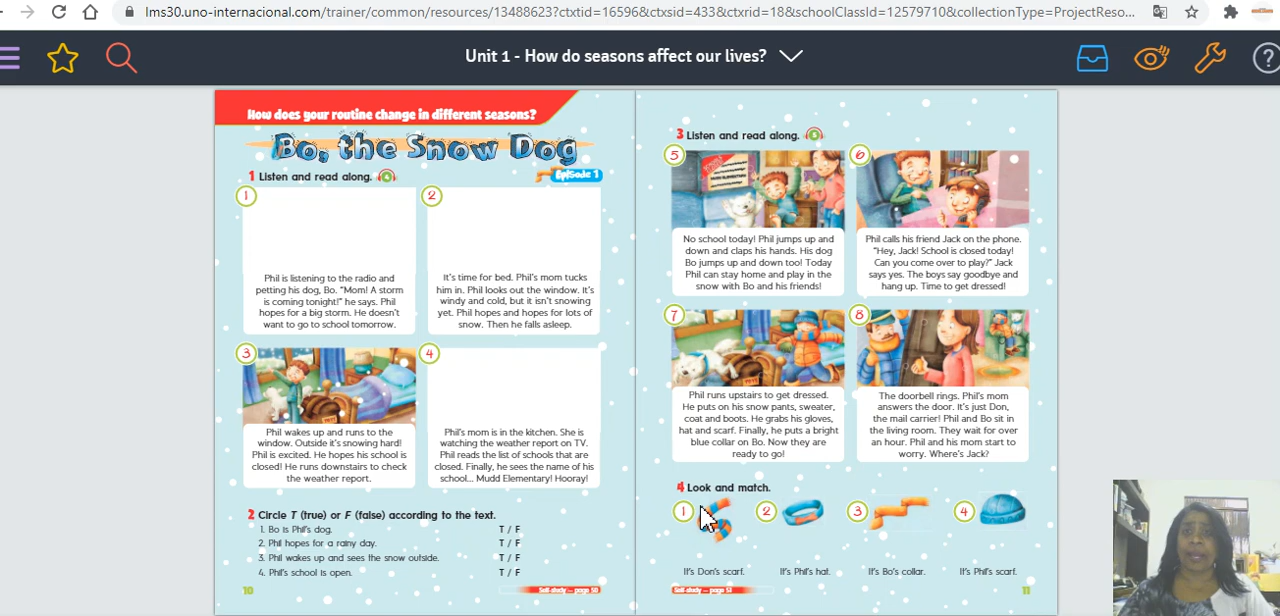 lms30.uno-internacional.com/trainer/common/resources/13488623?ctxtid=16596&ctxsid=433&ctxrid=18&schoolClassId=12579710&collectionType=ProjectReso...
Unit 1 - How do seasons affect our lives?
How does your routine change in different seasons?
Bo, the Snow Dog
1 Listen and read along. 4
Episode 1
1
Phil is listening to the radio and
petting his dog, Bo. "Mom! A storm
is coming tonight!" he says. Phil
hopes for a big storm. He doesn't
want to go to school tomorrow.
2
It's time for bed. Phil's mom tucks
him in. Phil looks out the window. It's
windy and cold, but it isn't snowing
yet. Phil hopes and hopes for lots of
snow. Then he falls asleep.
3
Phil wakes up and runs to the
window. Outside it's snowing hard!
Phil is excited. He hopes his school is
closed! He runs downstairs to check
the weather report.
4
Phil's mom is in the kitchen. She is
watching the weather report on TV.
Phil reads the list of schools that are
closed. Finally, he sees the name of his
school... Mudd Elementary! Hooray!
2 Circle T (true) or F (false) according to the text.
1. Bo is Phil's dog. T / F
2. Phil hopes for a rainy day. T / F
3. Phil wakes up and sees the snow outside. T / F
4. Phil's school is open. T / F
10
Self-study — page 50
3 Listen and read along. 5
5
No school today! Phil jumps up and
down and claps his hands. His dog
Bo jumps up and down too! Today
Phil can stay home and play in the
snow with Bo and his friends!
6
Phil calls his friend Jack on the phone.
"Hey, Jack! School is closed today!
Can you come over to play?" Jack
says yes. The boys say goodbye and
hang up. Time to get dressed!
7
Phil runs upstairs to get dressed.
He puts on his snow pants, sweater,
coat and boots. He grabs his gloves,
hat and scarf. Finally, he puts a bright
blue collar on Bo. Now they are
ready to go!
8
The doorbell rings. Phil's mom
answers the door. It's just Don,
the mail carrier! Phil and Bo sit in
the living room. They wait for over
an hour. Phil and his mom start to
worry. Where's Jack?
4 Look and match.
1 2 3 4
It's Don's scarf. It's Phil's hat. It's Bo's collar. It's Phil's scarf.
Self-study — page 51
11